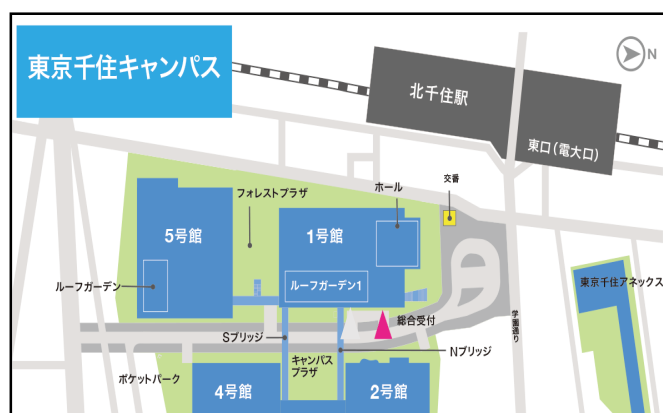 東京千住キャンパス
N
北千住駅
東口(電大口)
交番
ホール
フォレストプラザ
5号館
1号館
ルーフガーデン
ルーフガーデン1
東京千住アネックス
総合受付
学園通り
Sブリッジ
Nブリッジ
キャンパス
プラザ
ポケットパーク
4号館
2号館